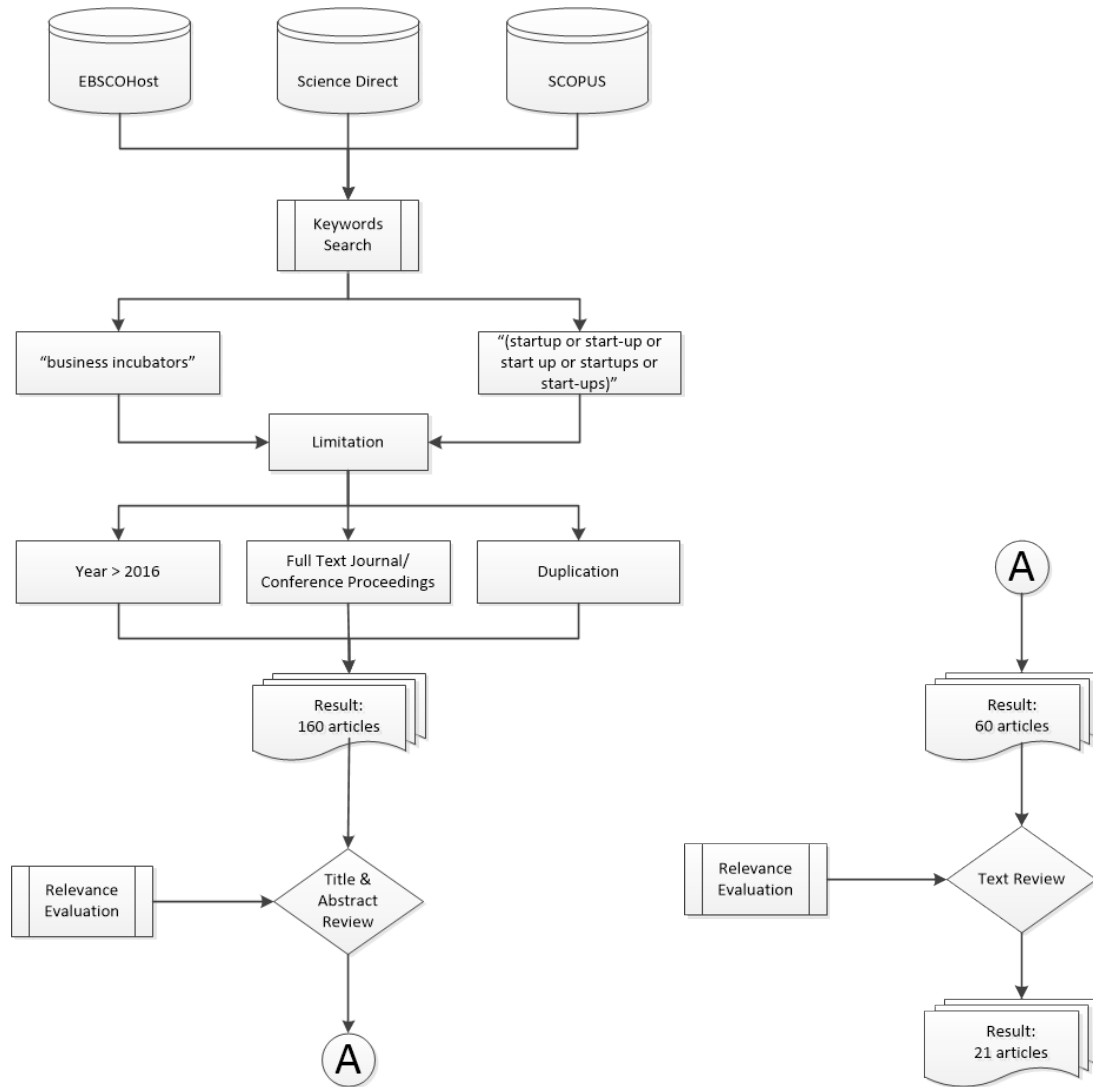 EBSCOHost
Science Direct
SCOPUS
Keywords
Search
“business incubators”
“(startup or start-up or
start up or startups or
start-ups)”
Limitation
Year > 2016
Full Text Journal/
Conference Proceedings
Duplication
Result:
160 articles
Relevance
Evaluation
Title &
Abstract
Review
A
A
Result:
60 articles
Relevance
Evaluation
Text Review
Result:
21 articles